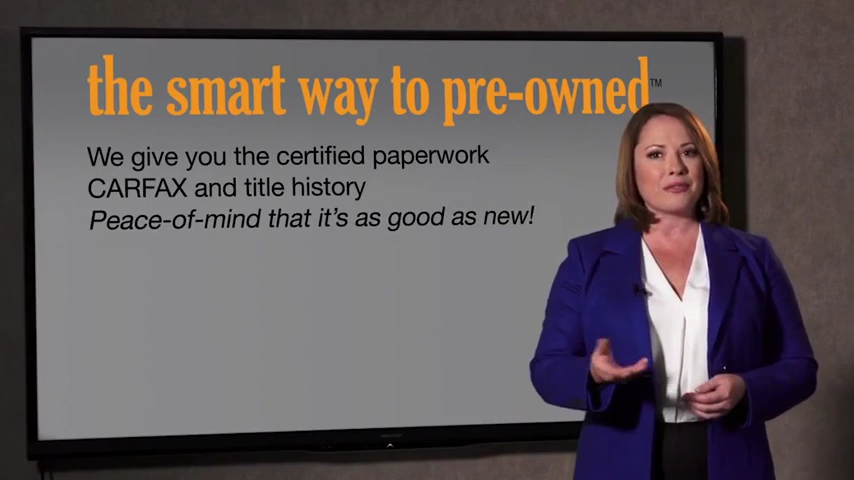 the smart way to pre-owned™
We give you the certified paperwork
CARFAX and title history
Peace-of-mind that it's as good as new!